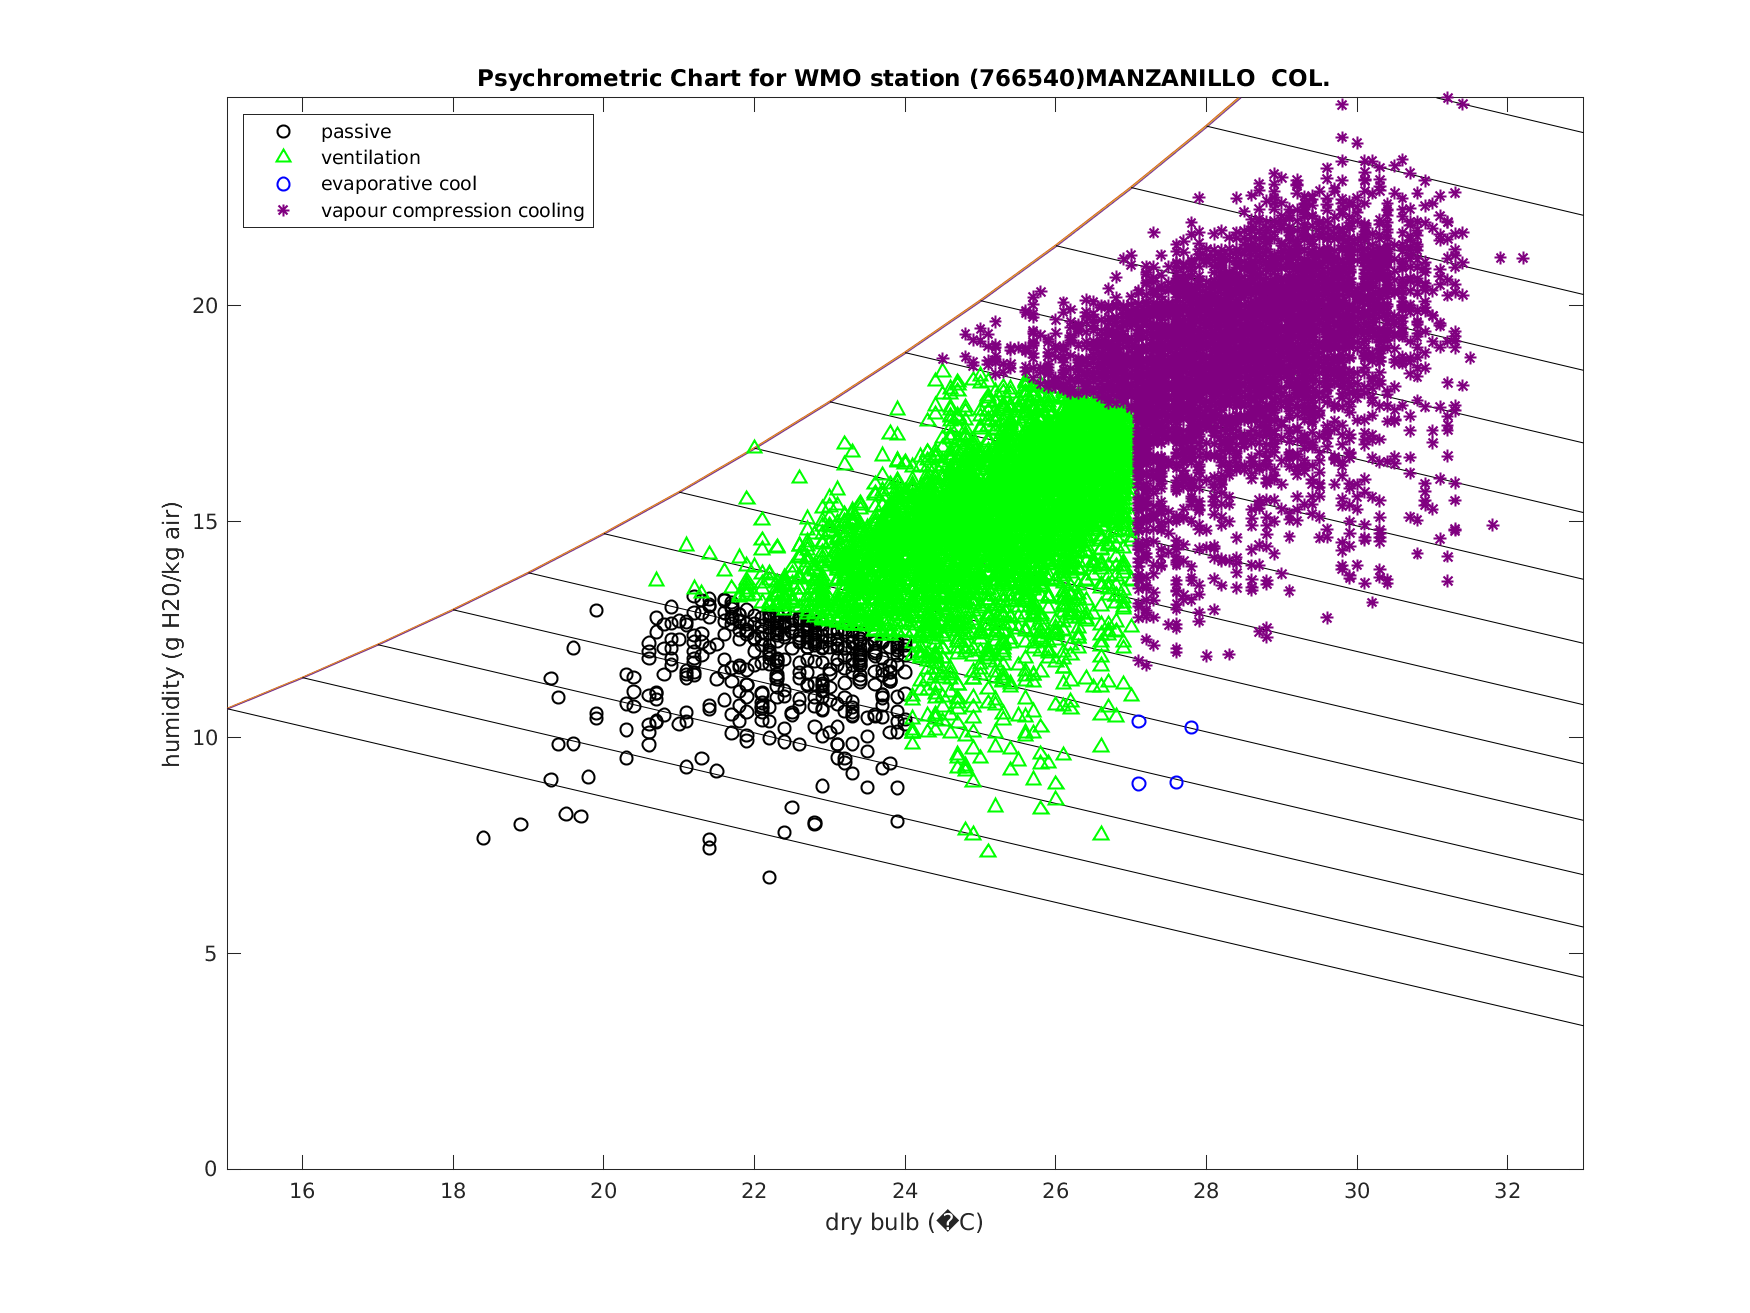 Psychrometric Chart for WMO station (766540)MANZANILLO  COL.
passive
ventilation
evaporative cool
vapour compression cooling
humidity (g H20/kg air)
20
15
10
5
0
16 18 20 22 24 26 28 30 32
dry bulb (�C)